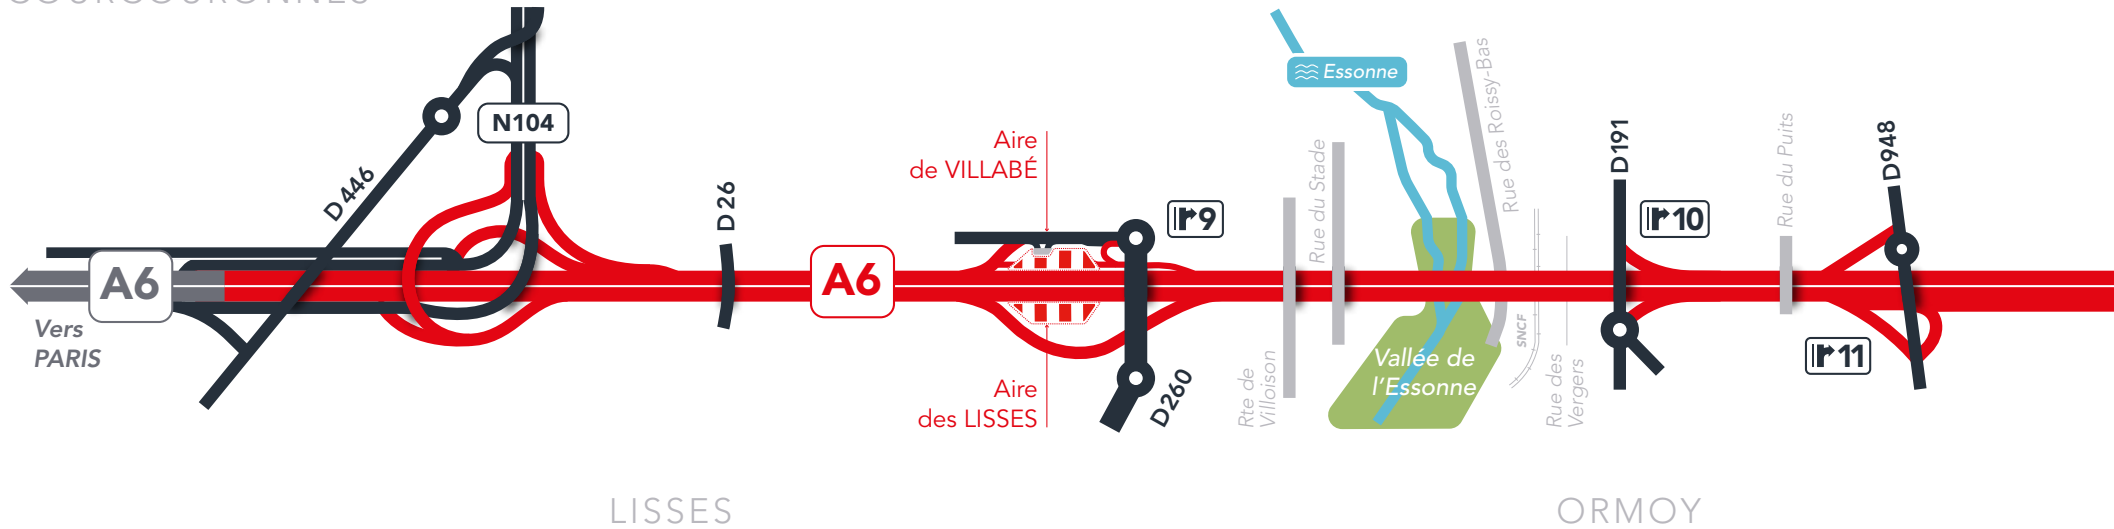 COURCOURONNES
N104
D446
A6
Vers
PARIS
D26
Aire
de VILLABÉ
A6
Aire
des LISSES
9
D260
Rte de
Villoison
Rue du Stade
Essonne
Rue des Roissy-Bas
Vallée de
l'Essonne
SNCF
Rue des
Vergers
D191
10
Rue du Puits
D948
11
LISSES
ORMOY